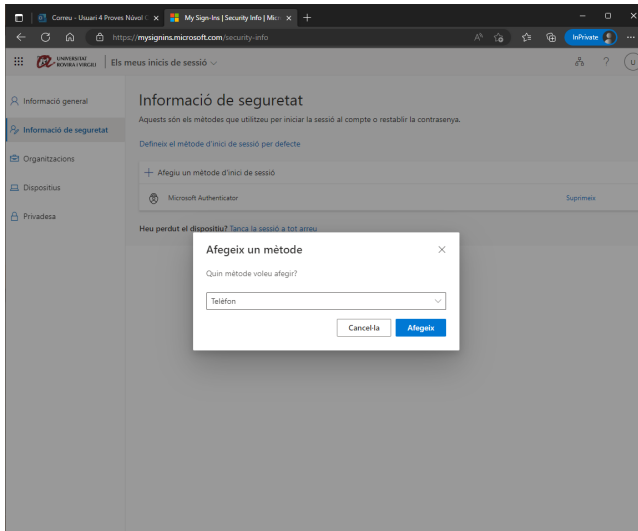 Correu - Usuari 4 Proves Núvol
My Sign-Ins | Security Info | Micr
https://mysignins.microsoft.com/security-info
InPrivate
UNIVERSITAT
ROVIRA I VIRGILI
Els meus inicis de sessió
?
U
Informació general
Informació de seguretat
Organitzacions
Dispositius
Privadesa
Informació de seguretat
Aquests són els mètodes que utilitzeu per iniciar la sessió al compte o restablir la contrasenya.
Defineix el mètode d'inici de sessió per defecte
+ Afegiu un mètode d'inici de sessió
Microsoft Authenticator
Suprimeix
Heu perdut el dispositiu? Tanca la sessió a tot arreu
Afegeix un mètode
Quin mètode voleu afegir?
Telèfon
Cancel·la
Afegeix